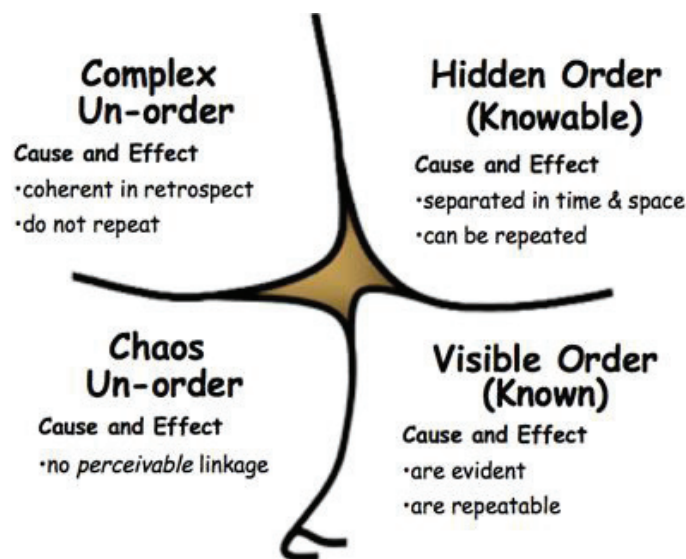 Complex
Un-order
Cause and Effect
•coherent in retrospect
•do not repeat
Hidden Order
(Knowable)
Cause and Effect
•separated in time & space
•can be repeated
Chaos
Un-order
Cause and Effect
•no perceivable linkage
Visible Order
(Known)
Cause and Effect
•are evident
•are repeatable